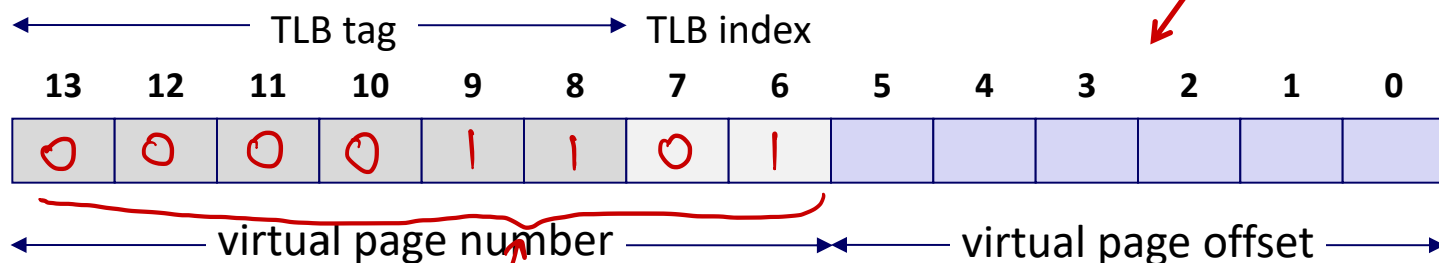 TLB tag TLB index
13 12 11 10 9 8 7 6 5 4 3 2 1 0
0 0 0 0 1 1 0 1
virtual page number virtual page offset